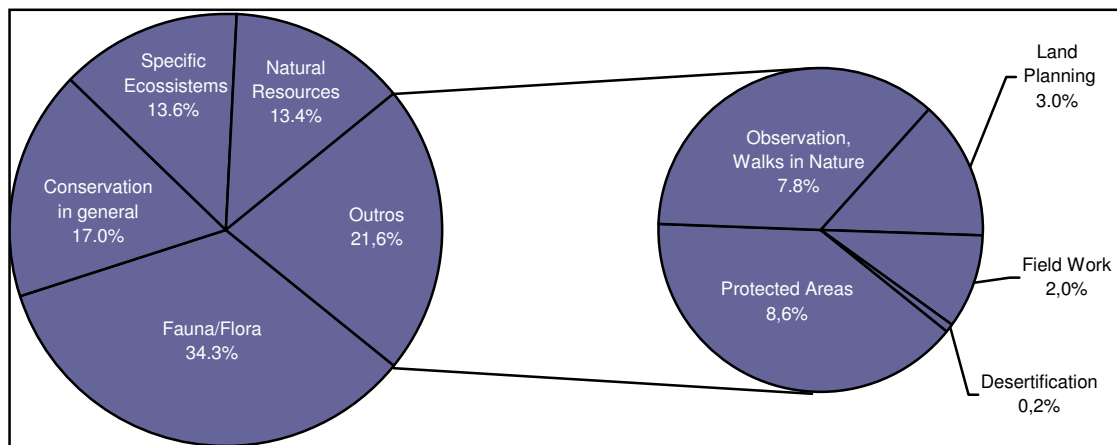 Specific
Ecossistems
13.6%
Natural
Resources
13.4%
Conservation
in general
17.0%
Outros
21,6%
Fauna/Flora
34.3%
Observation,
Walks in Nature
7.8%
Land
Planning
3.0%
Protected Areas
8,6%
Field Work
2,0%
Desertification
0,2%